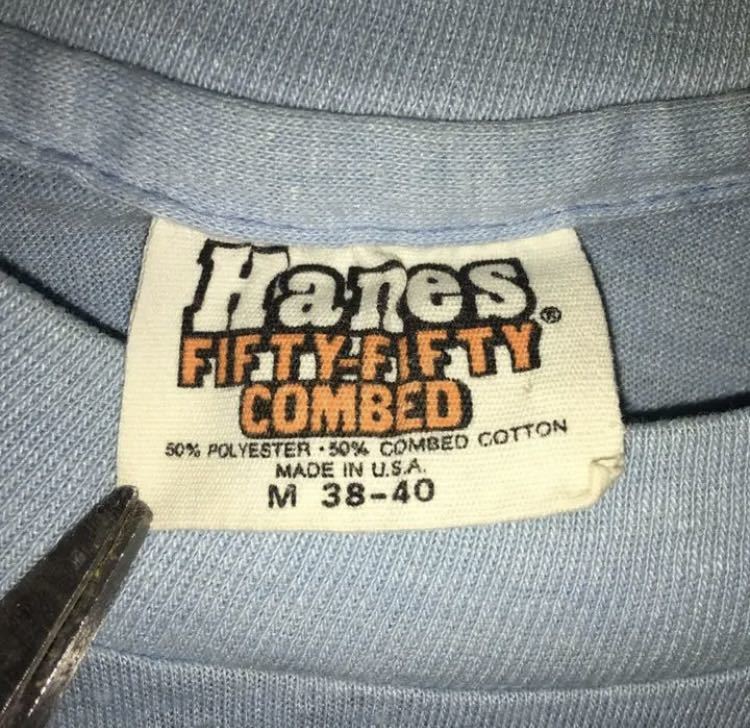 Hanes®
FIFTY-FIFTY
COMBED
50% POLYESTER · 50% COMBED COTTON
MADE IN U.S.A.
M 38-40